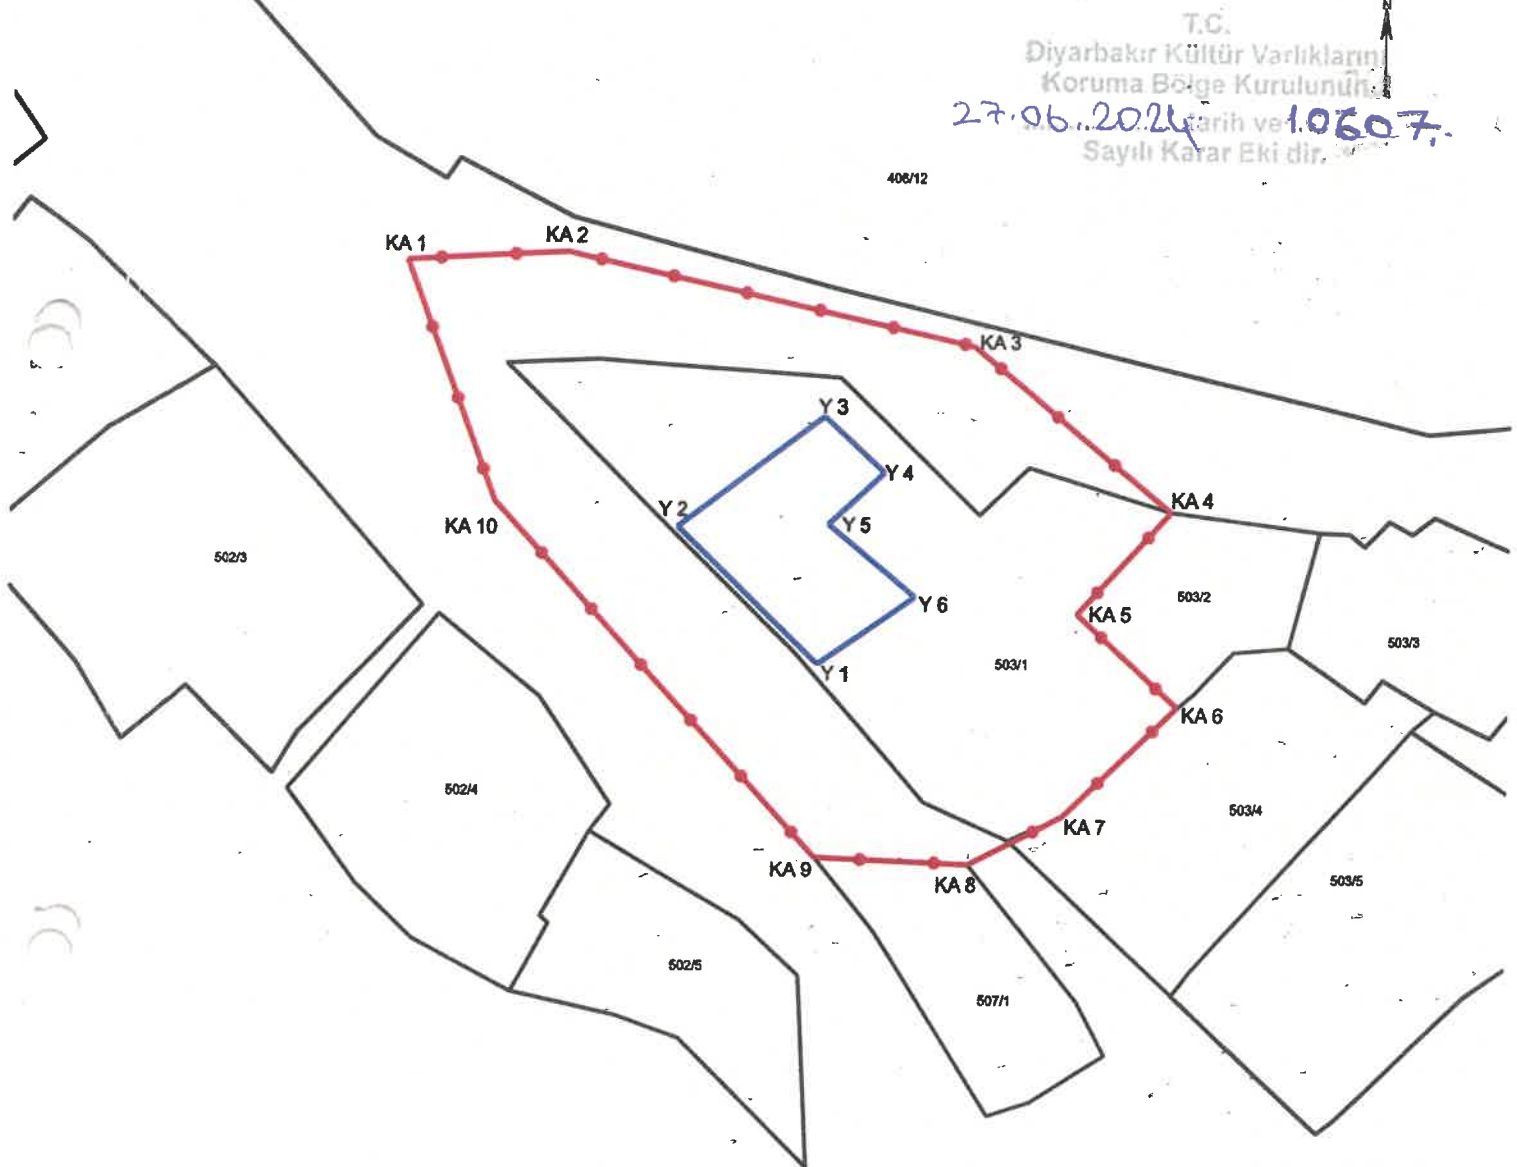 N
T.C.
Diyarbakır Kültür Varlıklarını
Koruma Bölge Kurulunun
27.06.2024 tarih ve 10607.
Sayılı Karar Eki dir.
406/12
KA 1
KA 2
KA 3
Y 3
Y 4
KA 4
Y 2
Y 5
KA 10
502/3
503/2
Y 6
KA 5
503/3
503/1
Y 1
KA 6
502/4
503/4
KA 7
KA 9
KA 8
503/5
502/5
507/1